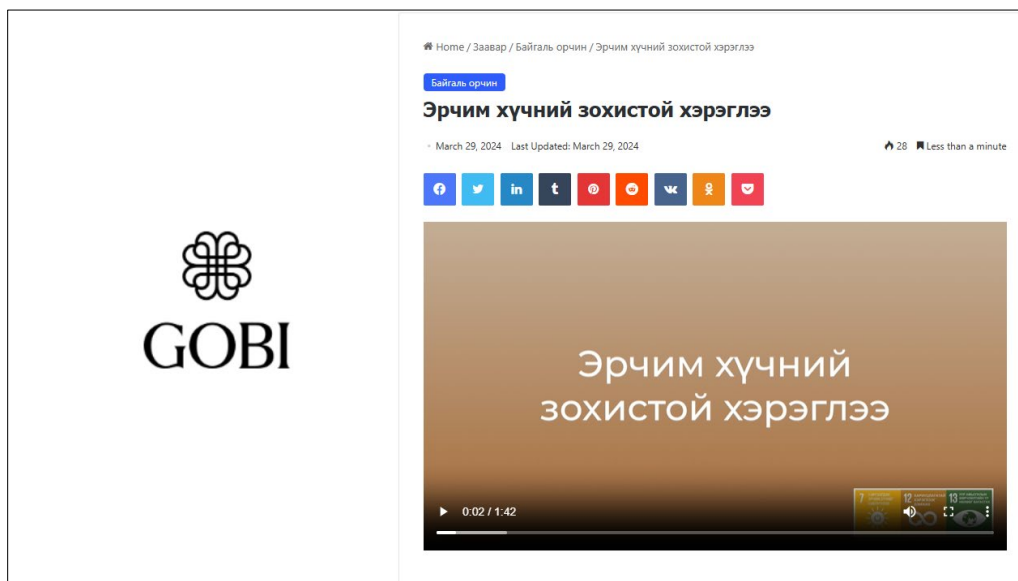 GOBI
Home / Заавар / Байгаль орчин / Эрчим хүчний зохистой хэрэглээ
Байгаль орчин
Эрчим хүчний зохистой хэрэглээ
March 29, 2024 Last Updated: March 29, 2024 28 Less than a minute
Эрчим хүчний
зохистой хэрэглээ
7 12 13
0:02 / 1:42